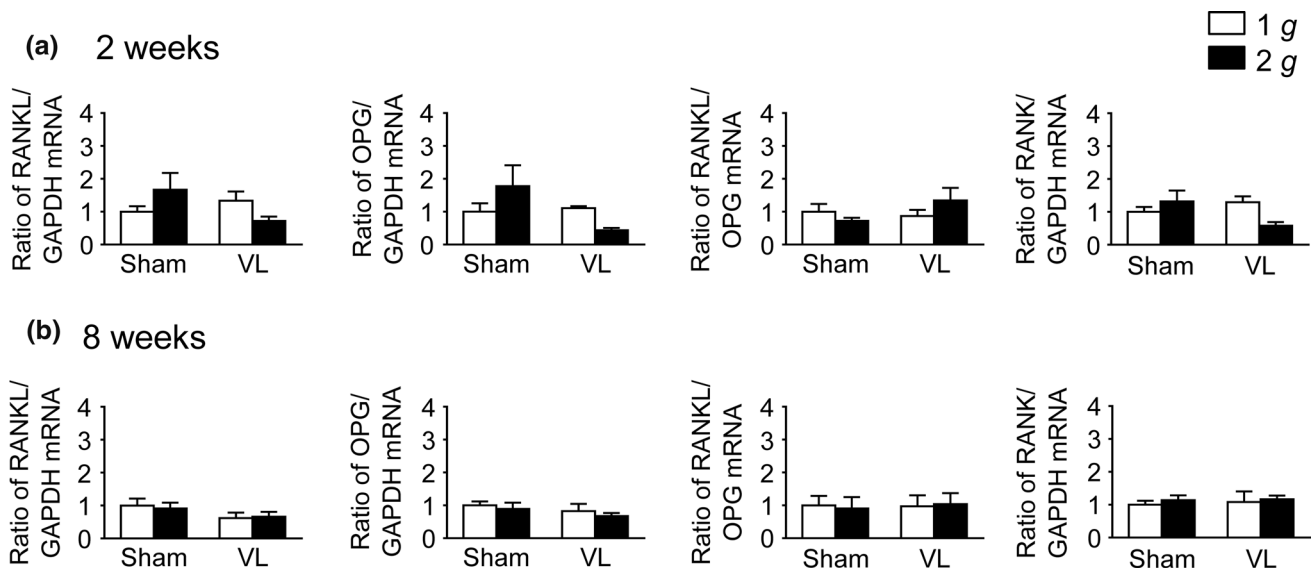 (a) 2 weeks
1 g
2 g
Ratio of RANKL/
GAPDH mRNA
4
3
2
1
0
Sham VL
Ratio of OPG/
GAPDH mRNA
4
3
2
1
0
Sham VL
Ratio of RANKL/
OPG mRNA
4
3
2
1
0
Sham VL
Ratio of RANK/
GAPDH mRNA
4
3
2
1
0
Sham VL
(b) 8 weeks
Ratio of RANKL/
GAPDH mRNA
4
3
2
1
0
Sham VL
Ratio of OPG/
GAPDH mRNA
4
3
2
1
0
Sham VL
Ratio of RANKL/
OPG mRNA
4
3
2
1
0
Sham VL
Ratio of RANK/
GAPDH mRNA
4
3
2
1
0
Sham VL